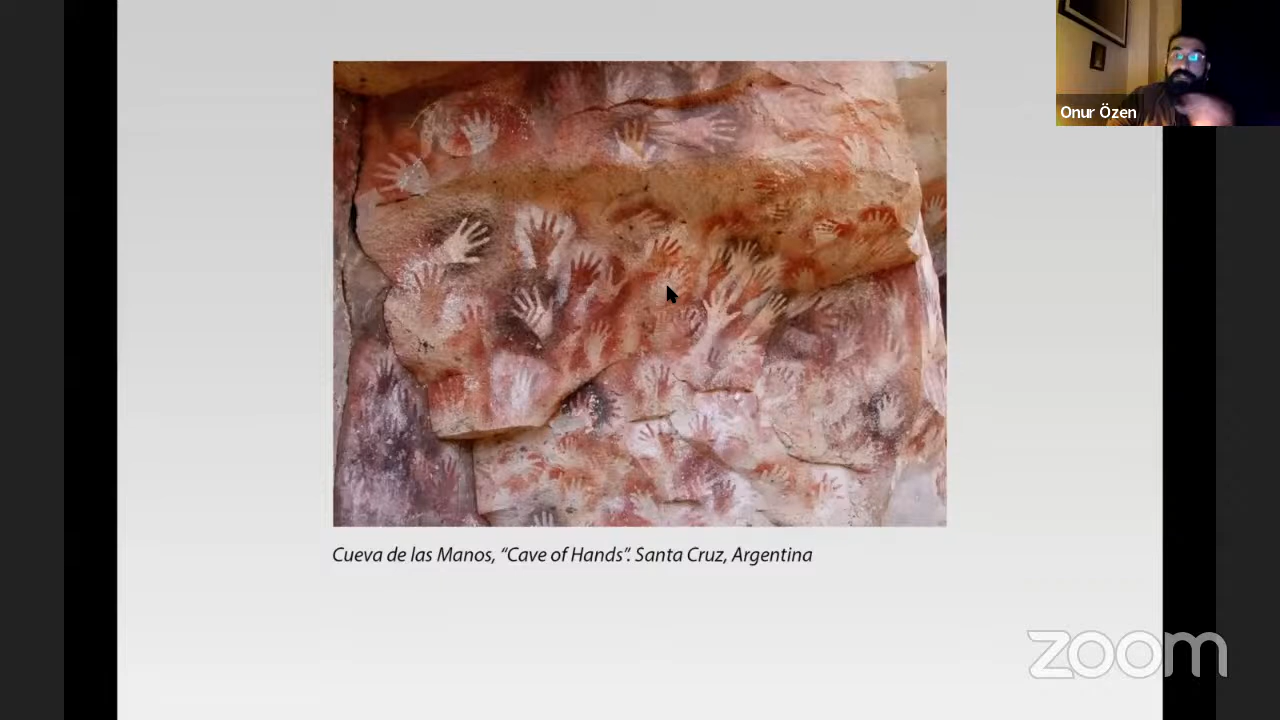 Onur Özen
Cueva de las Manos, “Cave of Hands”. Santa Cruz, Argentina
zoom